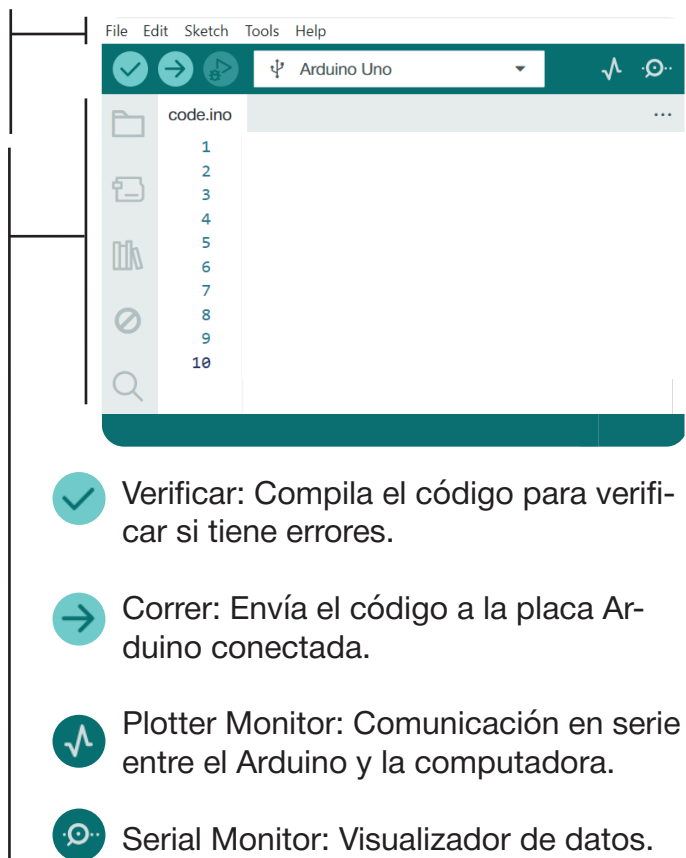 File Edit Sketch Tools Help
Arduino Uno
code.ino
...
1
2
3
4
5
6
7
8
9
10
Verificar: Compila el código para verifi-
car si tiene errores.
Correr: Envía el código a la placa Ar-
duino conectada.
Plotter Monitor: Comunicación en serie
entre el Arduino y la computadora.
Serial Monitor: Visualizador de datos.